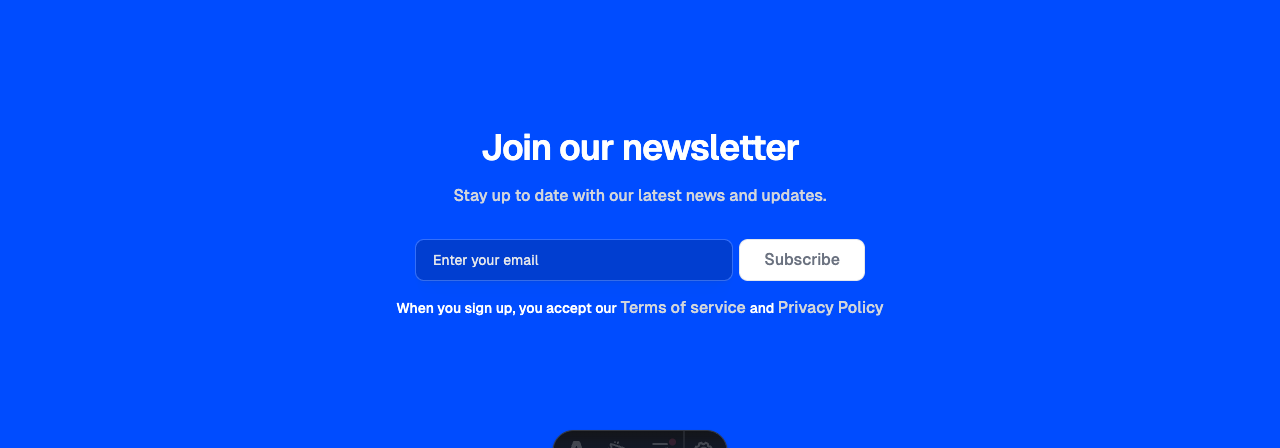 Join our newsletter
Stay up to date with our latest news and updates.
Enter your email
Subscribe
When you sign up, you accept our Terms of service and Privacy Policy